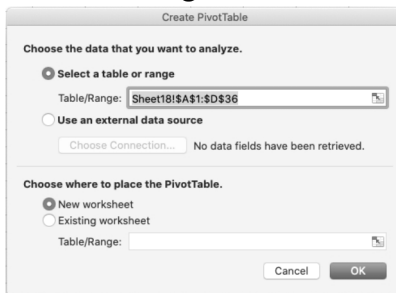 Create PivotTable
Choose the data that you want to analyze.
Select a table or range
Table/Range: Sheet18!$A$1:$D$36
Use an external data source
Choose Connection... No data fields have been retrieved.
Choose where to place the PivotTable.
New worksheet
Existing worksheet
Table/Range:
Cancel OK